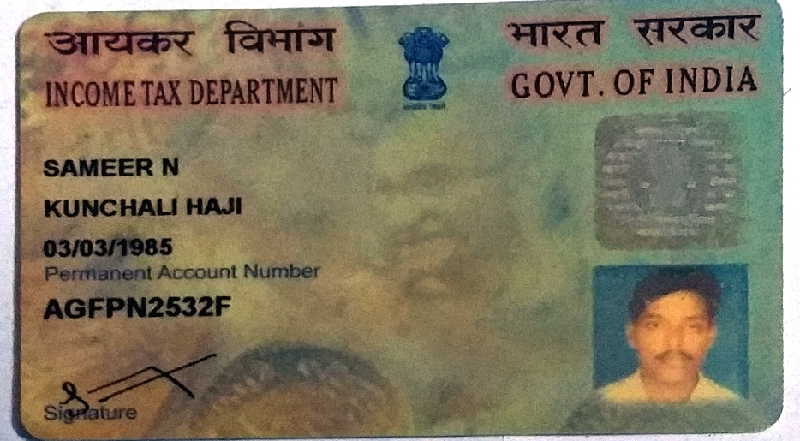 आयकर विभाग
INCOME TAX DEPARTMENT
भारत सरकार
GOVT. OF INDIA
SAMEER N
KUNCHALI HAJI
03/03/1985
Permanent Account Number
AGFPN2532F
Signature